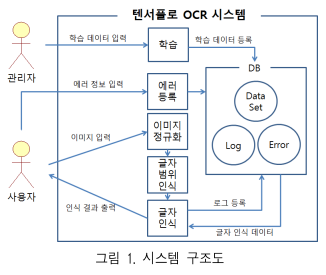 텐서플로 OCR 시스템
학습 데이터 입력
학습
학습 데이터 등록
관리자
DB
에러 정보 입력
에러
등록
Data
Set
이미지 입력
이미지
정규화
Log
Error
글자
범위
인식
사용자
인식 결과 출력
글자
인식
로그 등록
글자 인식 데이터
그림 1. 시스템 구조도